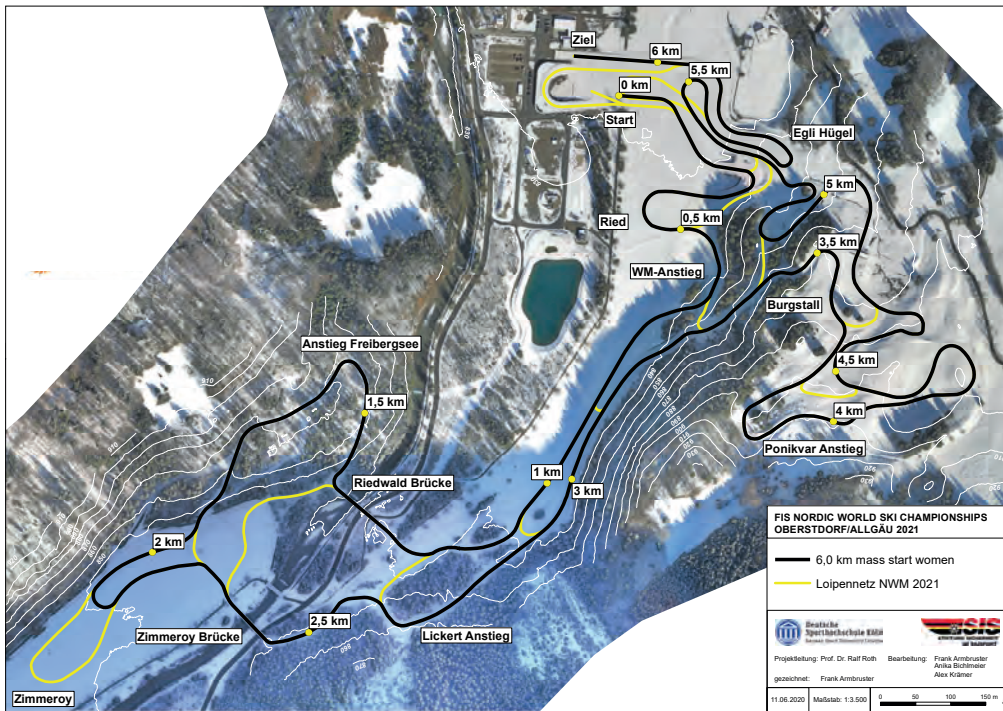 Ziel
6 km
5,5 km
0 km
Start
Egli Hügel
5 km
Ried
0,5 km
3,5 km
WM-Anstieg
Burgstall
Anstieg Freibergsee
4,5 km
1,5 km
4 km
Ponikvar Anstieg
Riedwald Brücke
1 km
3 km
2 km
2,5 km
Zimmeroy Brücke
Lickert Anstieg
Zimmeroy
FIS NORDIC WORLD SKI CHAMPIONSHIPS
OBERSTDORF/ALLGÄU 2021
6,0 km mass start women
Loipennetz NWM 2021
Deutsche
Sporthochschule Köln
German Sport University Cologne
Projektleitung: Prof. Dr. Ralf Roth
Bearbeitung: Frank Armbruster
Anika Bichlmeier
Alex Krämer
gezeichnet: Frank Armbruster
11.06.2020
Maßstab: 1:3.500
0 50 100 150 m